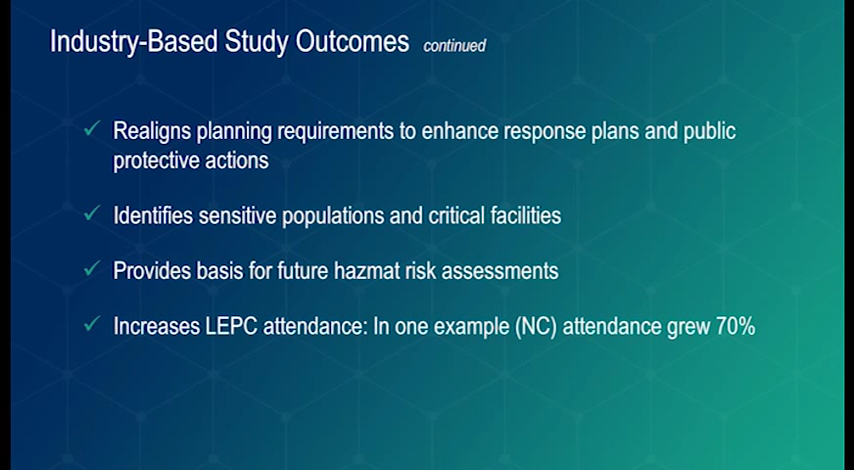 Industry-Based Study Outcomes continued
✓ Realigns planning requirements to enhance response plans and public
protective actions
✓ Identifies sensitive populations and critical facilities
✓ Provides basis for future hazmat risk assessments
✓ Increases LEPC attendance: In one example (NC) attendance grew 70%